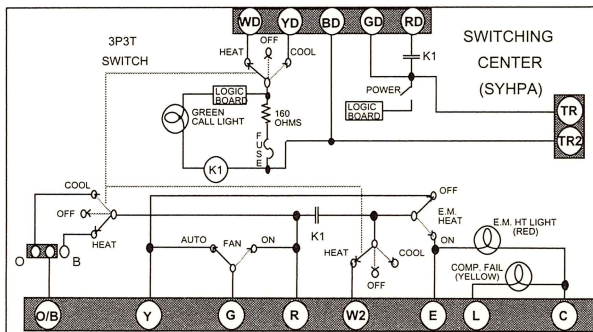 WD YD BD GD RD
3P3T
SWITCH
OFF
HEAT
COOL
K1
SWITCHING
CENTER
(SYHPA)
POWER
LOGIC
BOARD
LOGIC
BOARD
GREEN
CALL LIGHT
160
OHMS
FUSE
K1
TR
TR2
COOL
OFF
HEAT
O
B
AUTO
FAN
ON
K1
HEAT
COOL
OFF
OFF
E.M.
HEAT
ON
E.M. HT LIGHT
(RED)
COMP. FAIL
(YELLOW)
O/B Y G R W2 E L C